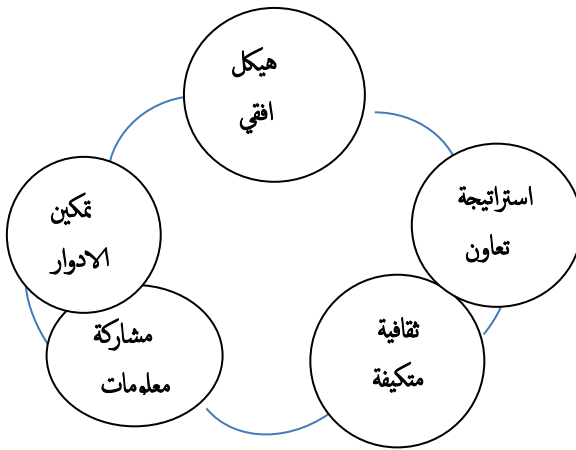 هيكل
افقي
استراتيجة
تعاون
ثقافية
متكيفة
مشاركة
معلومات
تمكين
الادوار